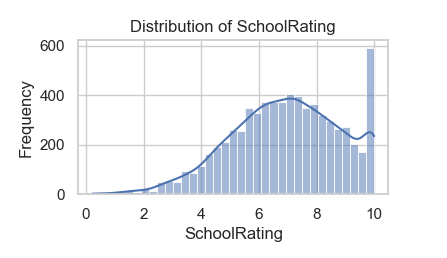 Distribution of SchoolRating
600
400
200
0
Frequency
0 2 4 6 8 10
SchoolRating